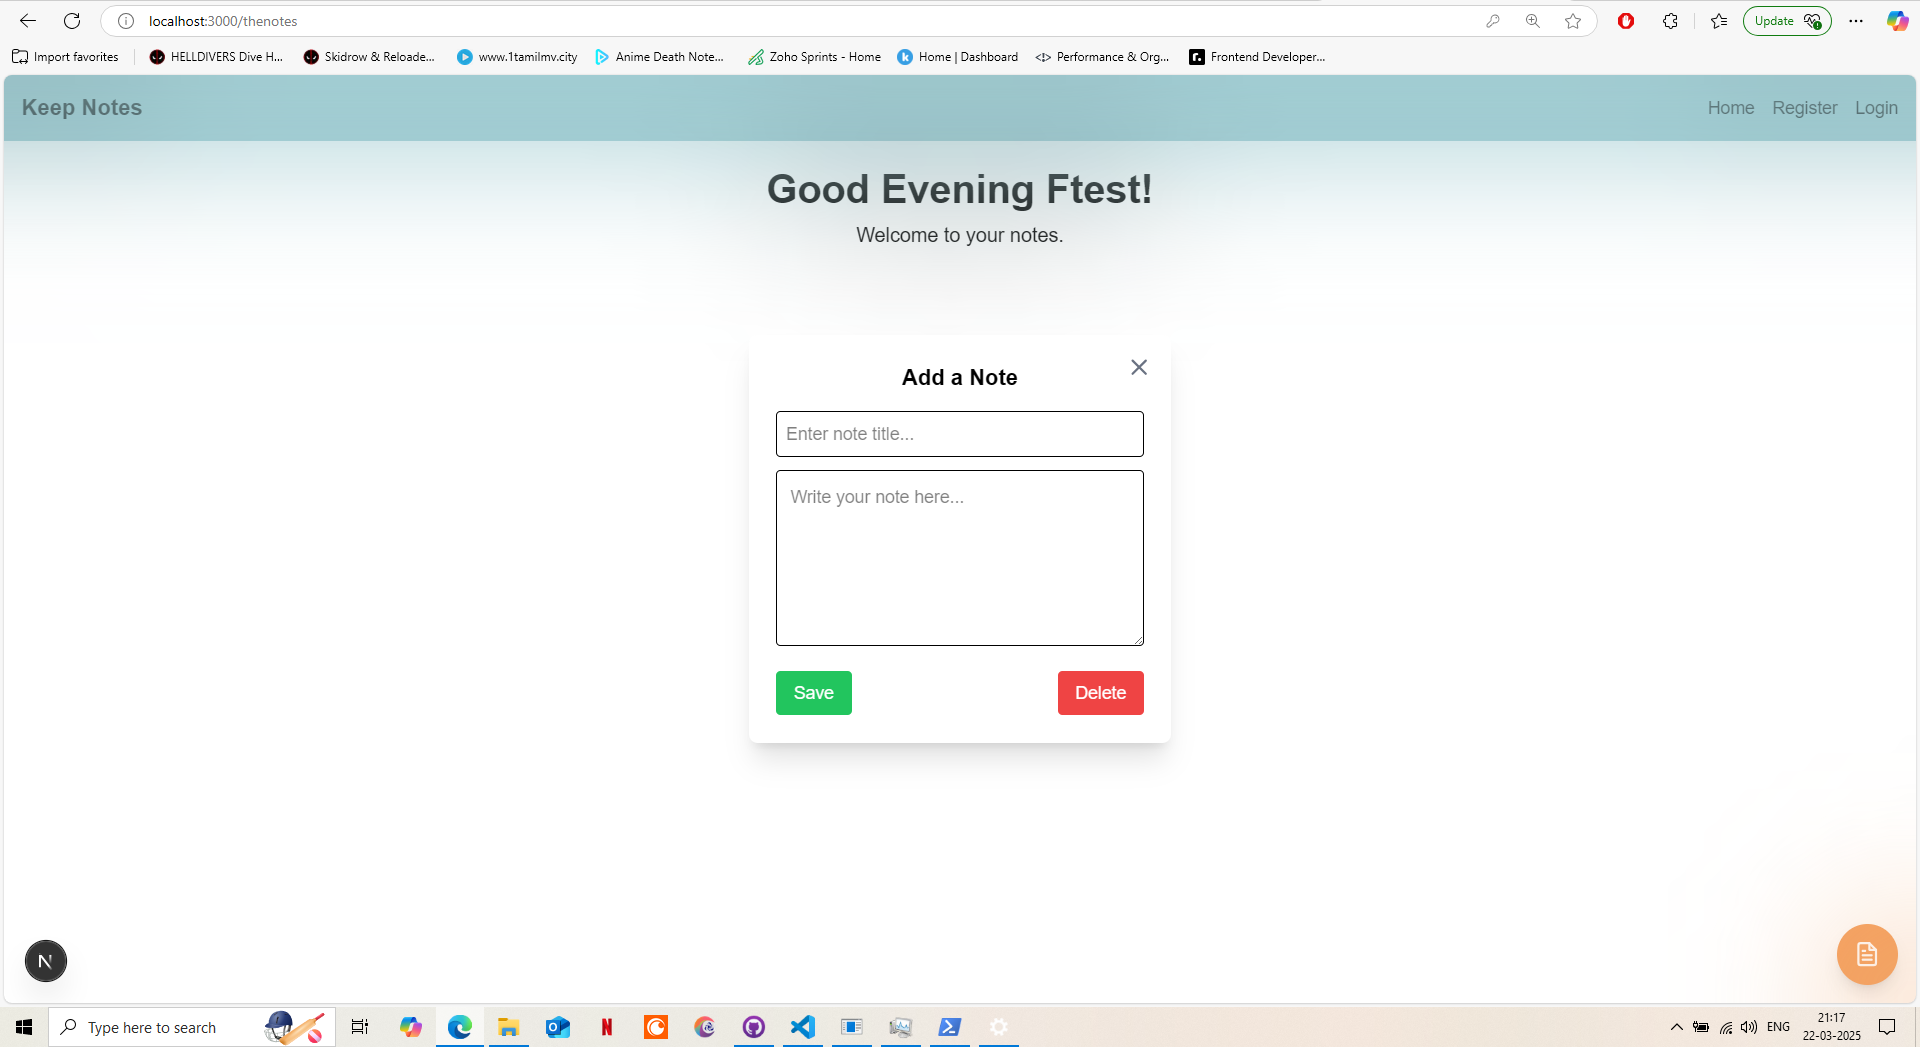 localhost:3000/thenotes
Update
Import favorites
HELLDIVERS Dive H...
Skidrow & Reloade...
www.1tamilmv.city
Anime Death Note...
Zoho Sprints - Home
Home | Dashboard
Performance & Org...
Frontend Developer...
Keep Notes
Home
Register
Login
Good Evening Ftest!
Welcome to your notes.
Add a Note
Enter note title...
Write your note here...
Save
Delete
N
Type here to search
N
ENG
21:17
22-03-2025